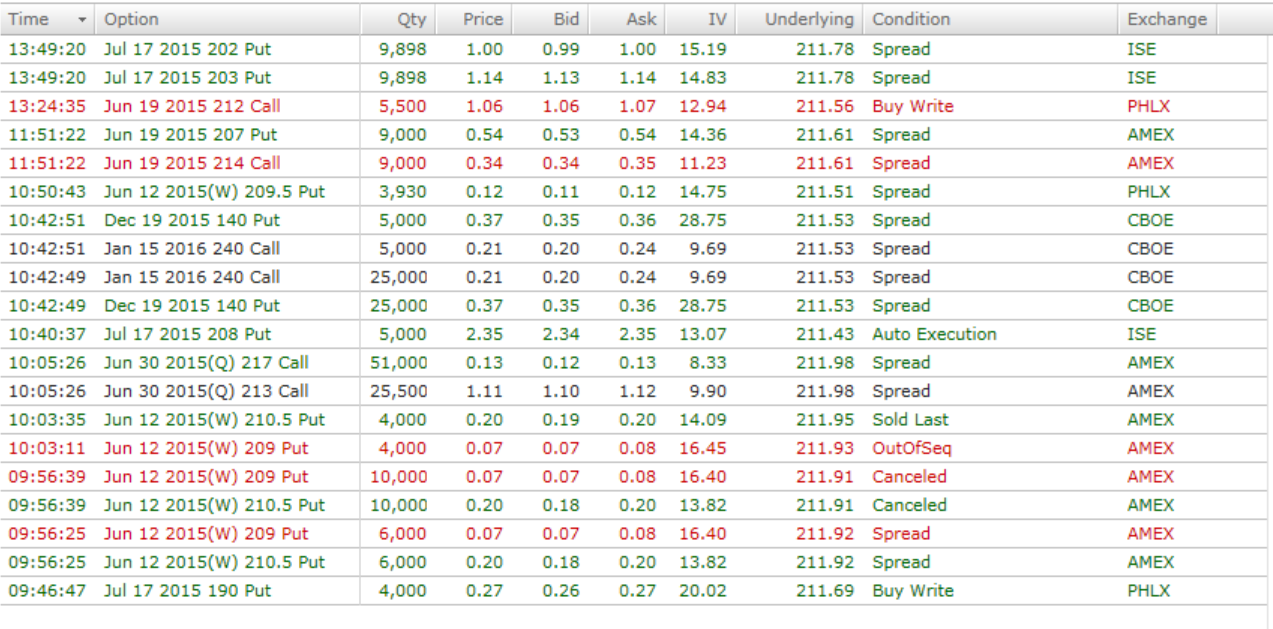 Time Option Qty Price Bid Ask IV Underlying Condition Exchange
13:49:20 Jul 17 2015 202 Put 9,898 1.00 0.99 1.00 15.19 211.78 Spread ISE
13:49:20 Jul 17 2015 203 Put 9,898 1.14 1.13 1.14 14.83 211.78 Spread ISE
13:24:35 Jun 19 2015 212 Call 5,500 1.06 1.06 1.07 12.94 211.56 Buy Write PHLX
11:51:22 Jun 19 2015 207 Put 9,000 0.54 0.53 0.54 14.36 211.61 Spread AMEX
11:51:22 Jun 19 2015 214 Call 9,000 0.34 0.34 0.35 11.23 211.61 Spread AMEX
10:50:43 Jun 12 2015(W) 209.5 Put 3,930 0.12 0.11 0.12 14.75 211.51 Spread PHLX
10:42:51 Dec 19 2015 140 Put 5,000 0.37 0.35 0.36 28.75 211.53 Spread CBOE
10:42:51 Jan 15 2016 240 Call 5,000 0.21 0.20 0.24 9.69 211.53 Spread CBOE
10:42:49 Jan 15 2016 240 Call 25,000 0.21 0.20 0.24 9.69 211.53 Spread CBOE
10:42:49 Dec 19 2015 140 Put 25,000 0.37 0.35 0.36 28.75 211.53 Spread CBOE
10:40:37 Jul 17 2015 208 Put 5,000 2.35 2.34 2.35 13.07 211.43 Auto Execution ISE
10:05:26 Jun 30 2015(Q) 217 Call 51,000 0.13 0.12 0.13 8.33 211.98 Spread AMEX
10:05:26 Jun 30 2015(Q) 213 Call 25,500 1.11 1.10 1.12 9.90 211.98 Spread AMEX
10:03:35 Jun 12 2015(W) 210.5 Put 4,000 0.20 0.19 0.20 14.09 211.95 Sold Last AMEX
10:03:11 Jun 12 2015(W) 209 Put 4,000 0.07 0.07 0.08 16.45 211.93 OutOfSeq AMEX
09:56:39 Jun 12 2015(W) 209 Put 10,000 0.07 0.07 0.08 16.40 211.91 Canceled AMEX
09:56:39 Jun 12 2015(W) 210.5 Put 10,000 0.20 0.18 0.20 13.82 211.91 Canceled AMEX
09:56:25 Jun 12 2015(W) 209 Put 6,000 0.07 0.07 0.08 16.40 211.92 Spread AMEX
09:56:25 Jun 12 2015(W) 210.5 Put 6,000 0.20 0.18 0.20 13.82 211.92 Spread AMEX
09:46:47 Jul 17 2015 190 Put 4,000 0.27 0.26 0.27 20.02 211.69 Buy Write PHLX